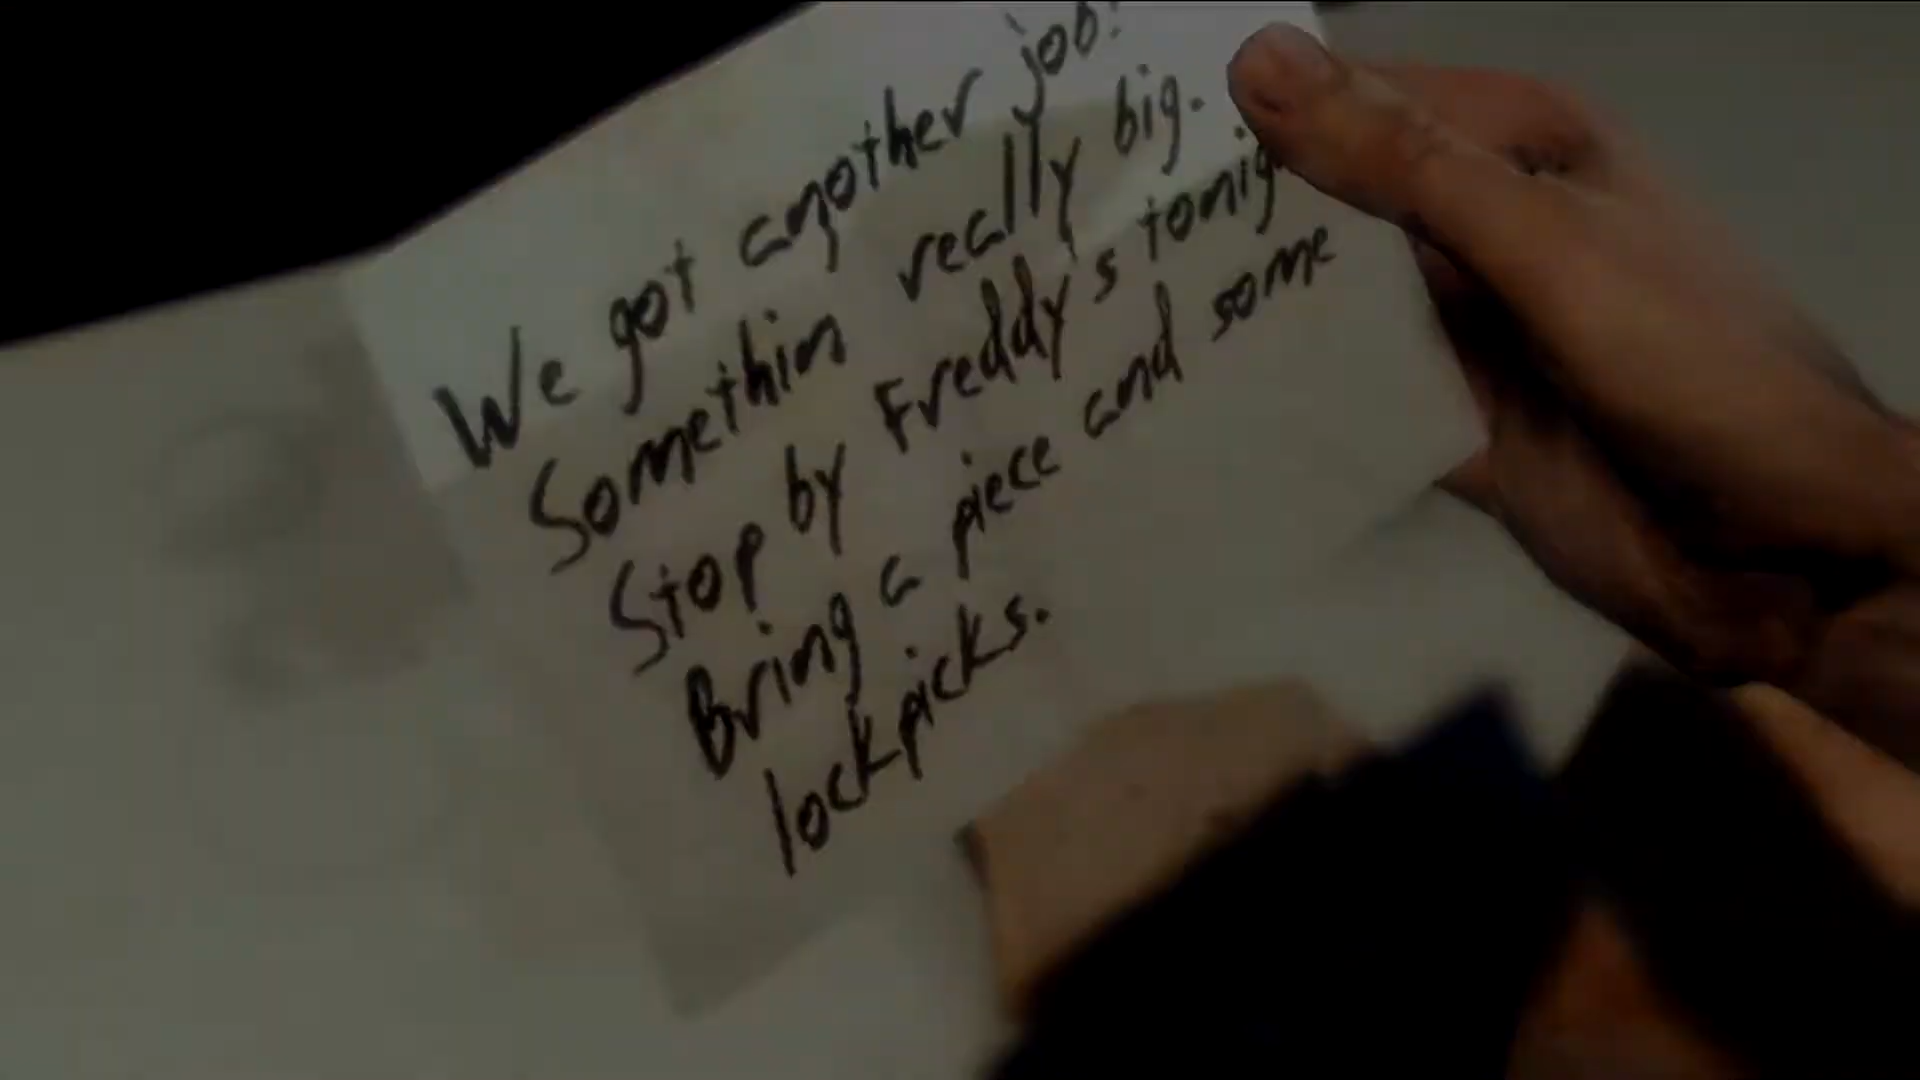 We got another job!
Somethin really big.
Stop by Freddy's
Bring a piece and some
lockpicks.